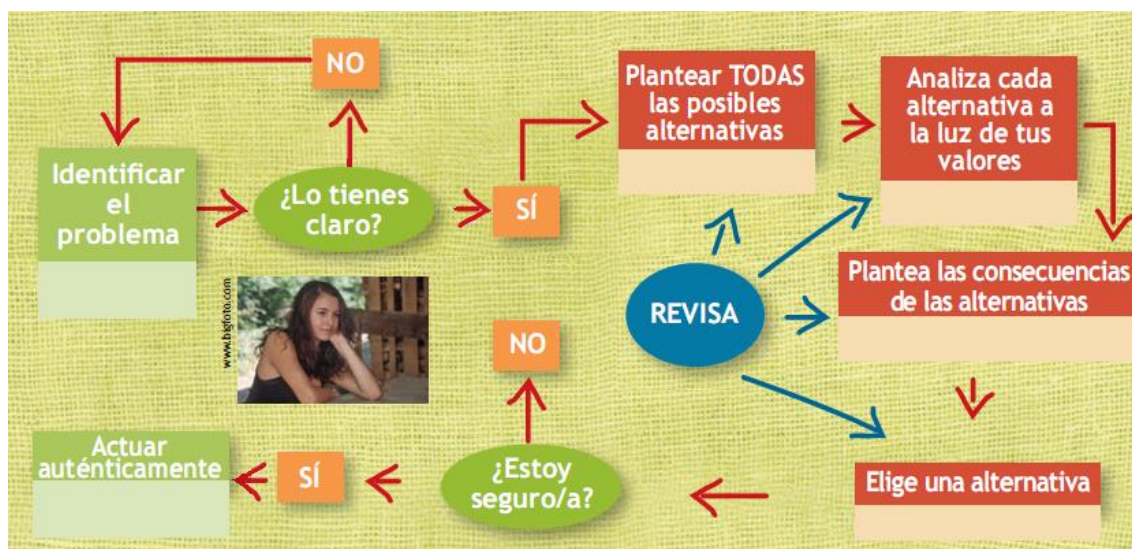 NO
Identificar
el
problema
¿Lo tienes
claro?
SÍ
Plantear TODAS
las posibles
alternativas
Analiza cada
alternativa a
la luz de tus
valores
Plantea las consecuencias
de las alternativas
REVISA
www.bigfoto.com
NO
Elige una alternativa
¿Estoy
seguro/a?
SÍ
Actuar
auténticamente